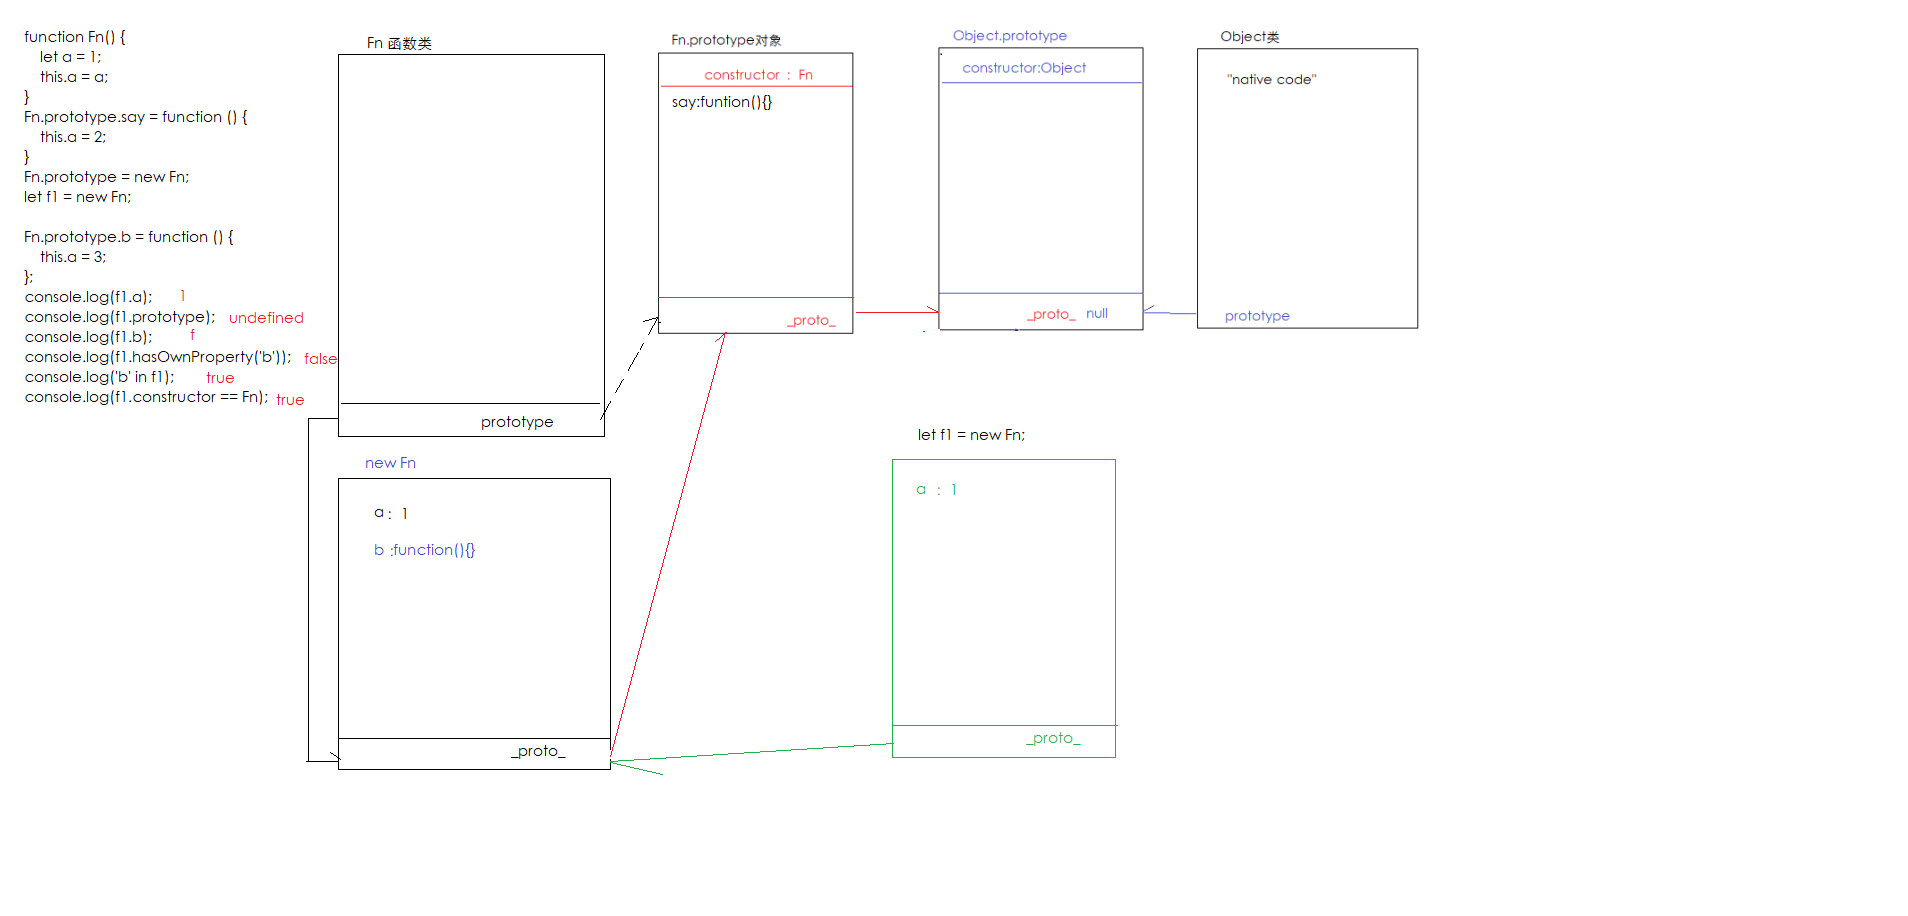 function Fn() {
let a = 1;
this.a = a;
}
Fn.prototype.say = function () {
this.a = 2;
}
Fn.prototype = new Fn;
let f1 = new Fn;
Fn.prototype.b = function () {
this.a = 3;
};
console.log(f1.a); 1
console.log(f1.prototype); undefined
console.log(f1.b); f
console.log(f1.hasOwnProperty('b')); false
console.log('b' in f1); true
console.log(f1.constructor == Fn); true
Fn 函数类
prototype
Fn.prototype对象
constructor : Fn
say:funtion(){}
_proto_
Object.prototype
constructor:Object
_proto_ null
Object类
"native code"
prototype
new Fn
a : 1
b :function(){}
_proto_
let f1 = new Fn;
a : 1
_proto_